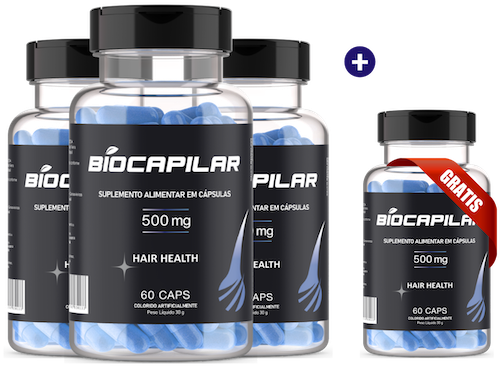 BIOCAPILAR
SUPLEMENTO ALIMENTAR EM CÁPSULAS
500 mg
HAIR HEALTH
60 CAPS
COLORIDO ARTIFICIALMENTE
Peso Líquido 30 g
+
GRATIS
BIOCAPILAR
SUPLEMENTO ALIMENTAR EM CÁPSULAS
500 mg
HAIR HEALTH
60 CAPS
COLORIDO ARTIFICIALMENTE
Peso Líquido 30 g